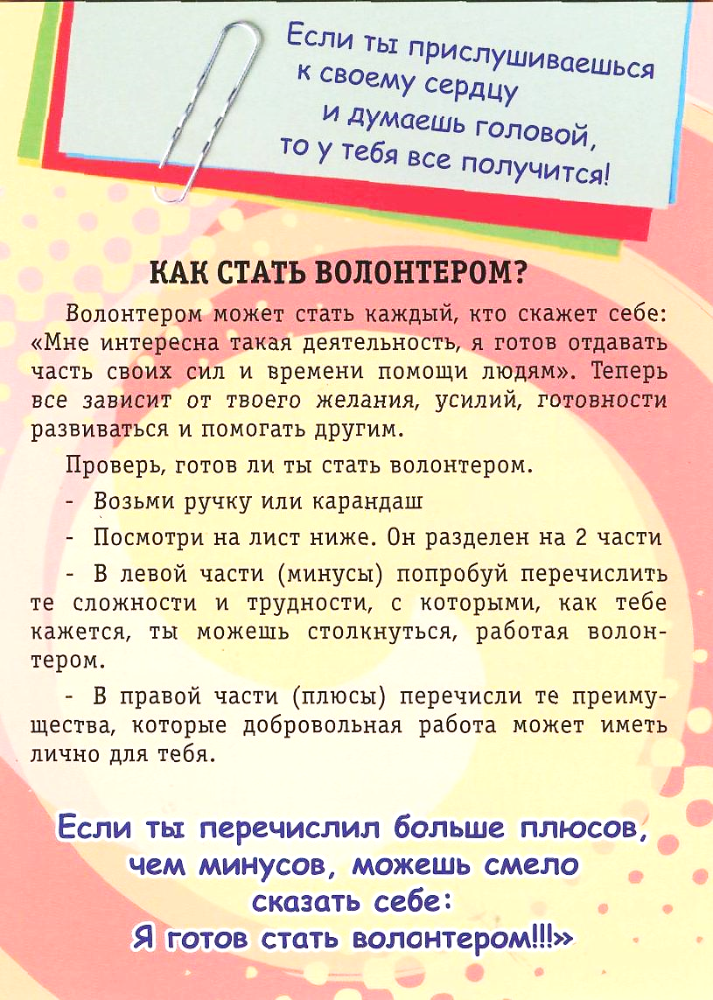 Если ты прислушиваешься
к своему сердцу
и думаешь головой,
то у тебя все получится!
КАК СТАТЬ ВОЛОНТЕРОМ?
Волонтером может стать каждый, кто скажет себе:
«Мне интересна такая деятельность, я готов отдавать
часть своих сил и времени помощи людям». Теперь
все зависит от твоего желания, усилий, готовности
развиваться и помогать другим.
Проверь, готов ли ты стать волонтером.
- Возьми ручку или карандаш
- Посмотри на лист ниже. Он разделен на 2 части
- В левой части (минусы) попробуй перечислить
те сложности и трудности, с которыми, как тебе
кажется, ты можешь столкнуться, работая волон-
тером.
- В правой части (плюсы) перечисли те преиму-
щества, которые добровольная работа может иметь
лично для тебя.
Если ты перечислил больше плюсов,
чем минусов, можешь смело
сказать себе:
Я готов стать волонтером!!!»